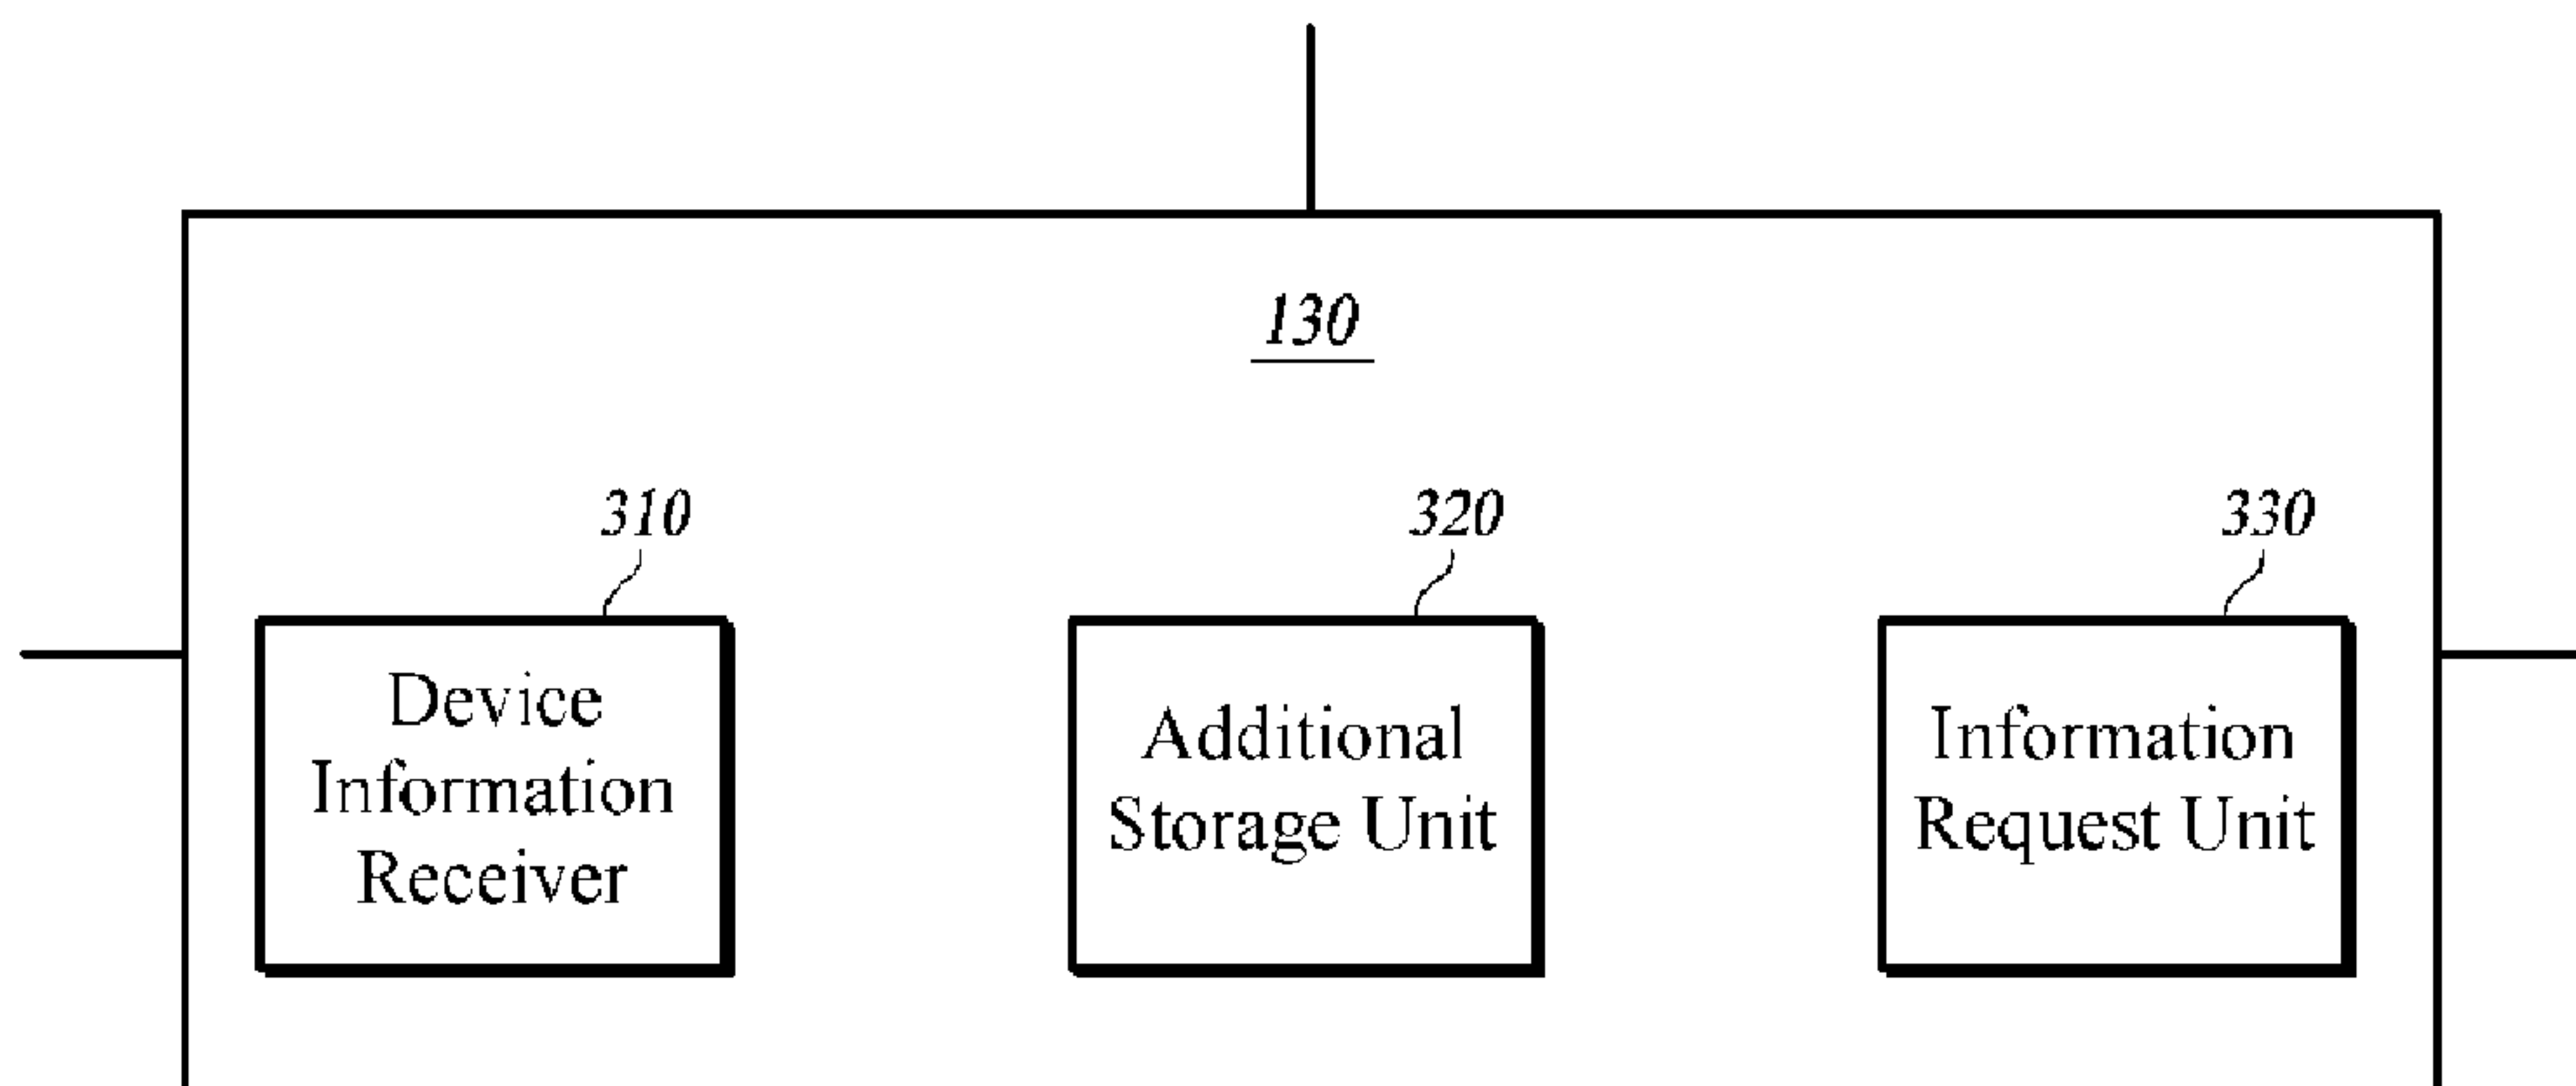 130
310
320
330
Device
Information
Receiver
Additional
Storage Unit
Information
Request Unit